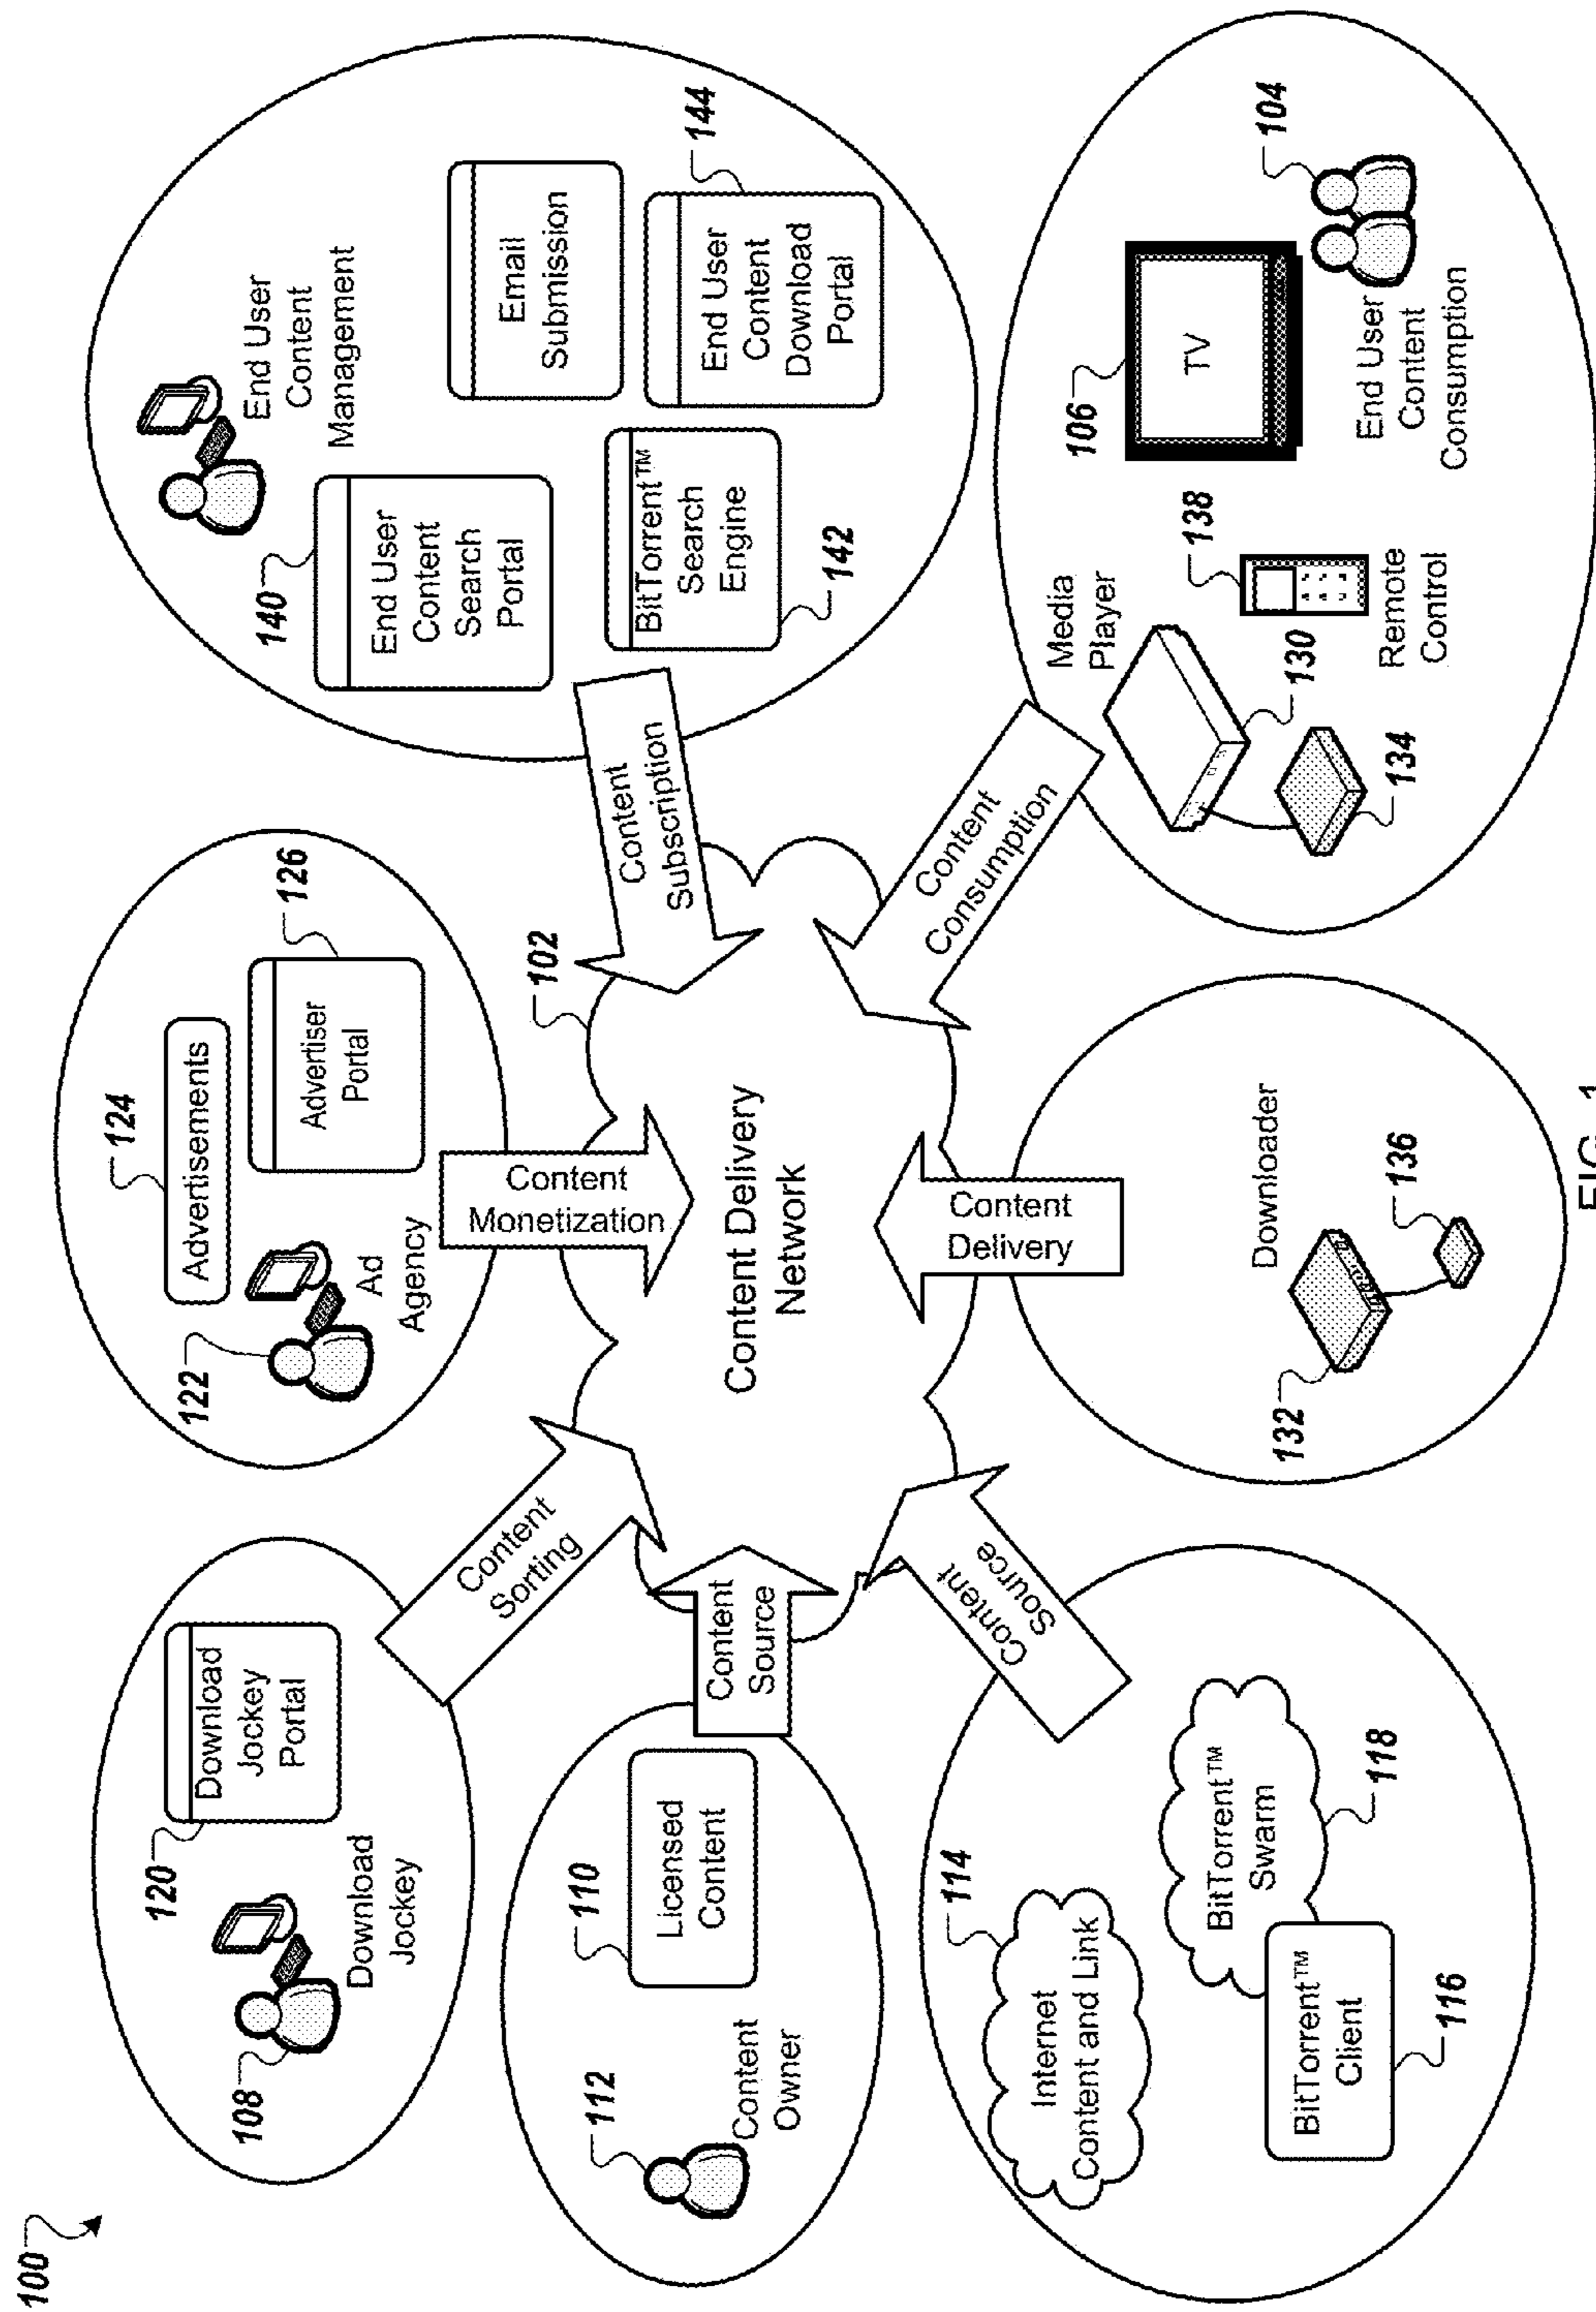 100
108
Download
Jockey
120
Download
Jockey
Portal
Content
Sorting
122
Ad
Agency
124
Advertisements
126
Advertiser
Portal
Content
Monetization
End User
Content
Management
140
End User
Content
Search
Portal
Email
Submission
BitTorrent™
Search
Engine
142
144
End User
Content
Download
Portal
Content
Subscription
112
Content
Owner
110
Licensed
Content
Content
Source
102
Content Delivery
Network
114
Internet
Content and Link
BitTorrent™
Swarm
118
BitTorrent™
Client
116
Content
Source
Downloader
132
136
Content
Delivery
Content
Consumption
Media
Player
130
134
138
Remote
Control
106
TV
104
End User
Content
Consumption
FIG. 1